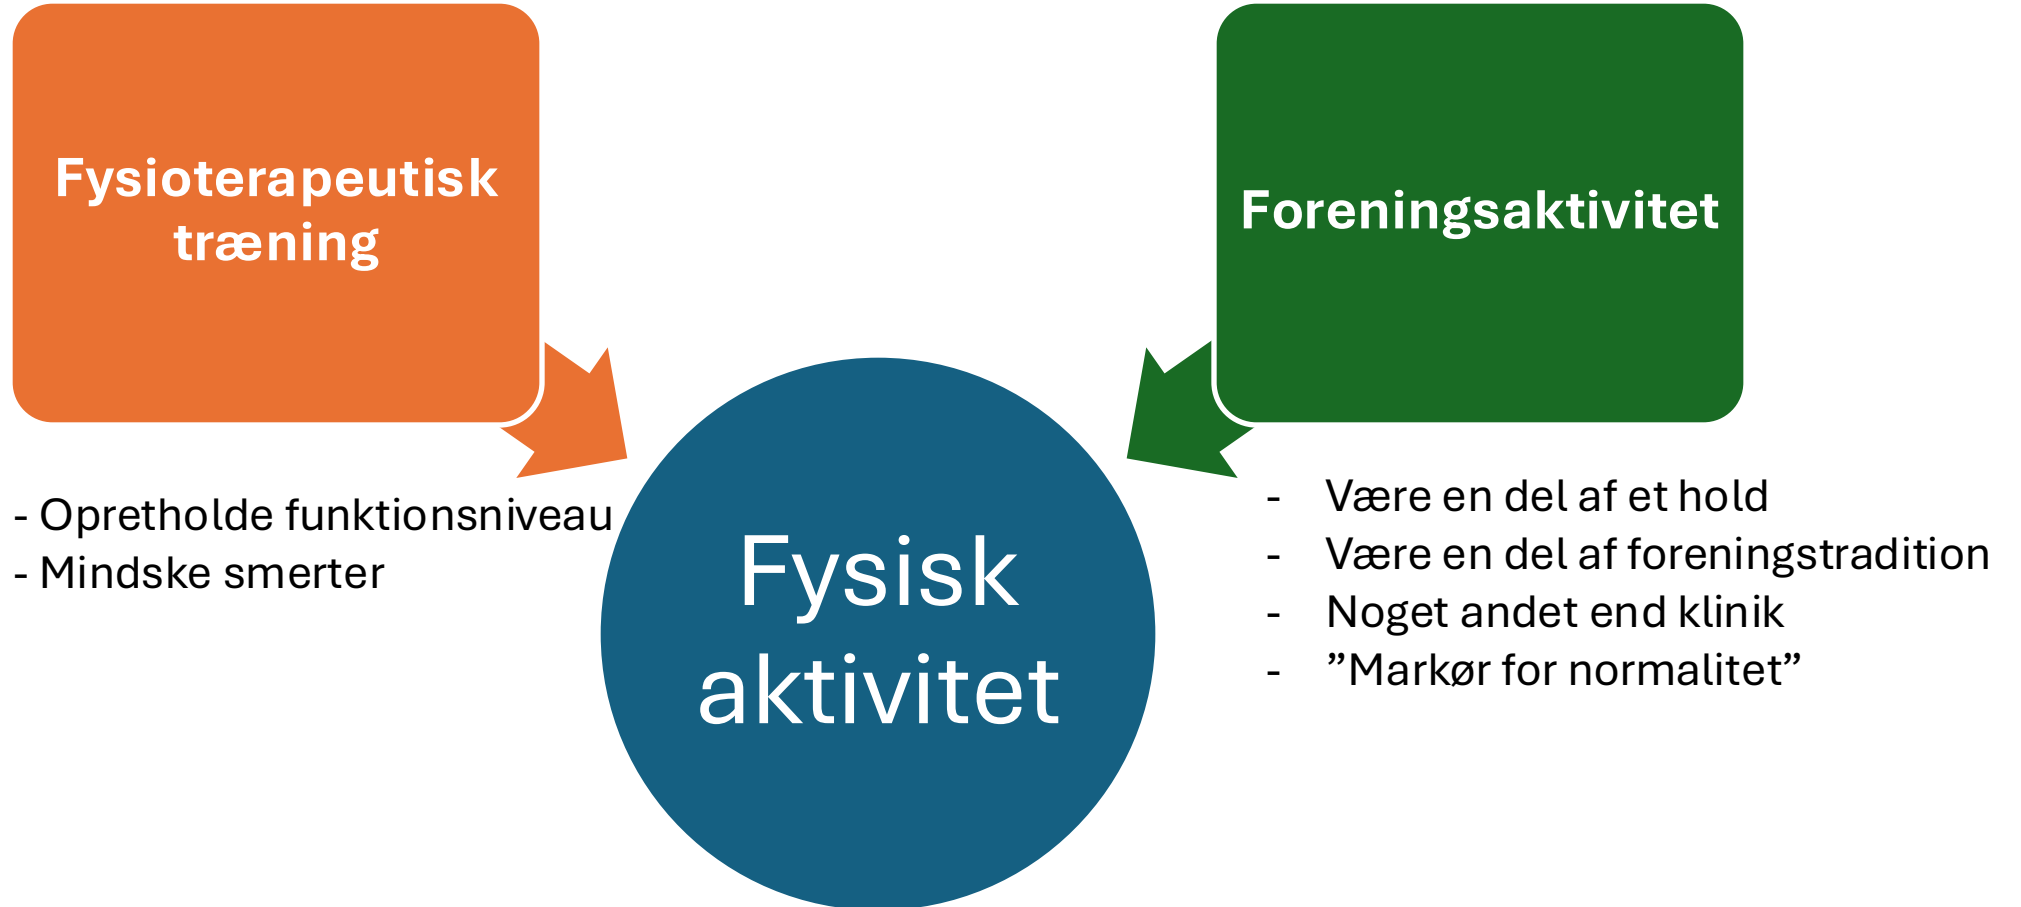 Fysioterapeutisk
træning
Foreningsaktivitet
- Opretholde funktionsniveau
- Mindske smerter
Fysisk
aktivitet
- Være en del af et hold
- Være en del af foreningstradition
- Noget andet end klinik
- ”Markør for normalitet”